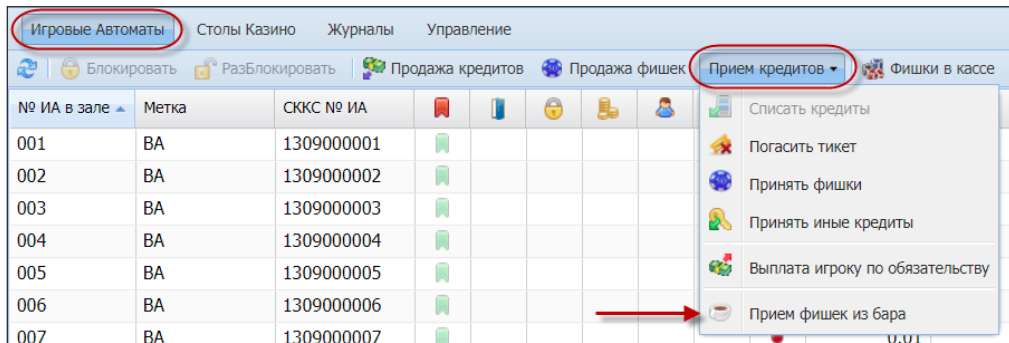 Игровые Автоматы Столы Казино Журналы Управление
Блокировать РазБлокировать Продажа кредитов Продажа фишек Прием кредитов Фишки в кассе
№ ИА в зале Метка СККС № ИА
Списать кредиты
001 BA 1309000001
Погасить тикет
002 BA 1309000002
Принять фишки
003 BA 1309000003
Принять иные кредиты
004 BA 1309000004
005 BA 1309000005
Выплата игроку по обязательству
006 BA 1309000006
Прием фишек из бара
007 BA 1309000007 0,01